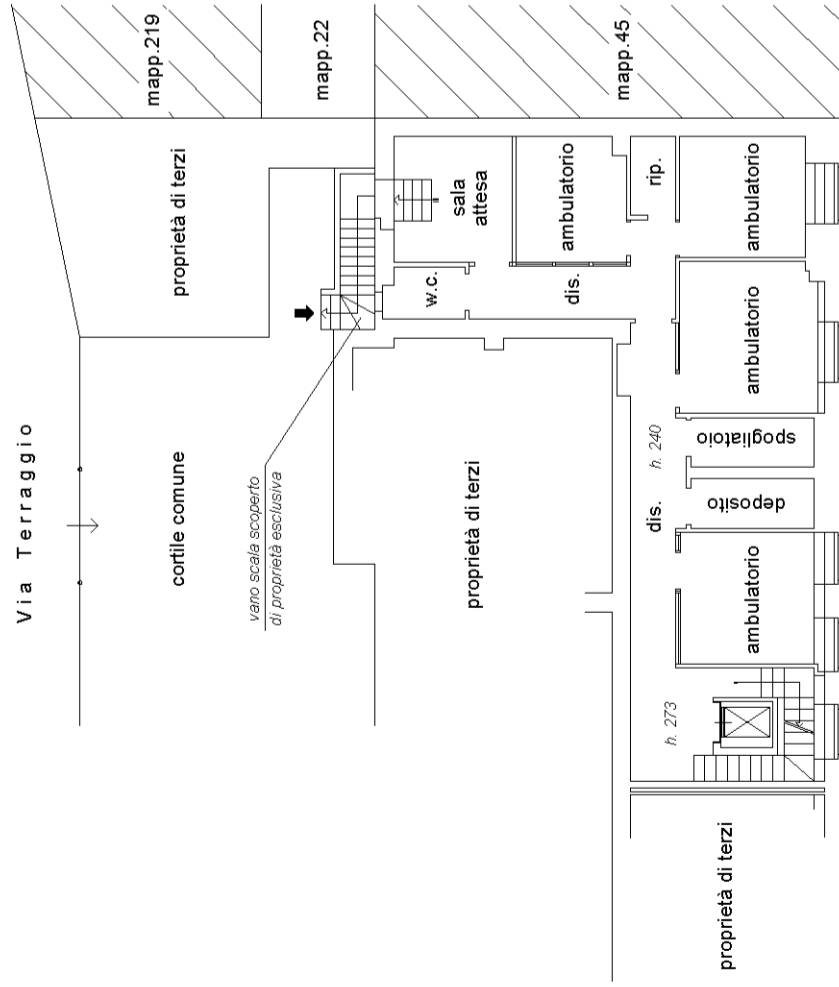 Via Terraggio
mapp.219
mapp.22
mapp.45
proprietà di terzi
cortile comune
vano scala scoperto
di proprietà esclusiva
sala
attesa
ambulatorio
rip.
ambulatorio
w.c.
dis.
ambulatorio
proprietà di terzi
h. 240
spogliatoio
dis.
deposito
ambulatorio
h. 273
proprietà di terzi